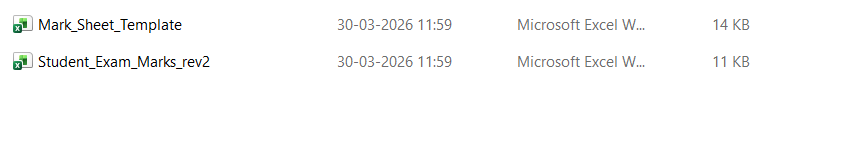 Mark_Sheet_Template 30-03-2026 11:59 Microsoft Excel W... 14 KB
Student_Exam_Marks_rev2 30-03-2026 11:59 Microsoft Excel W... 11 KB